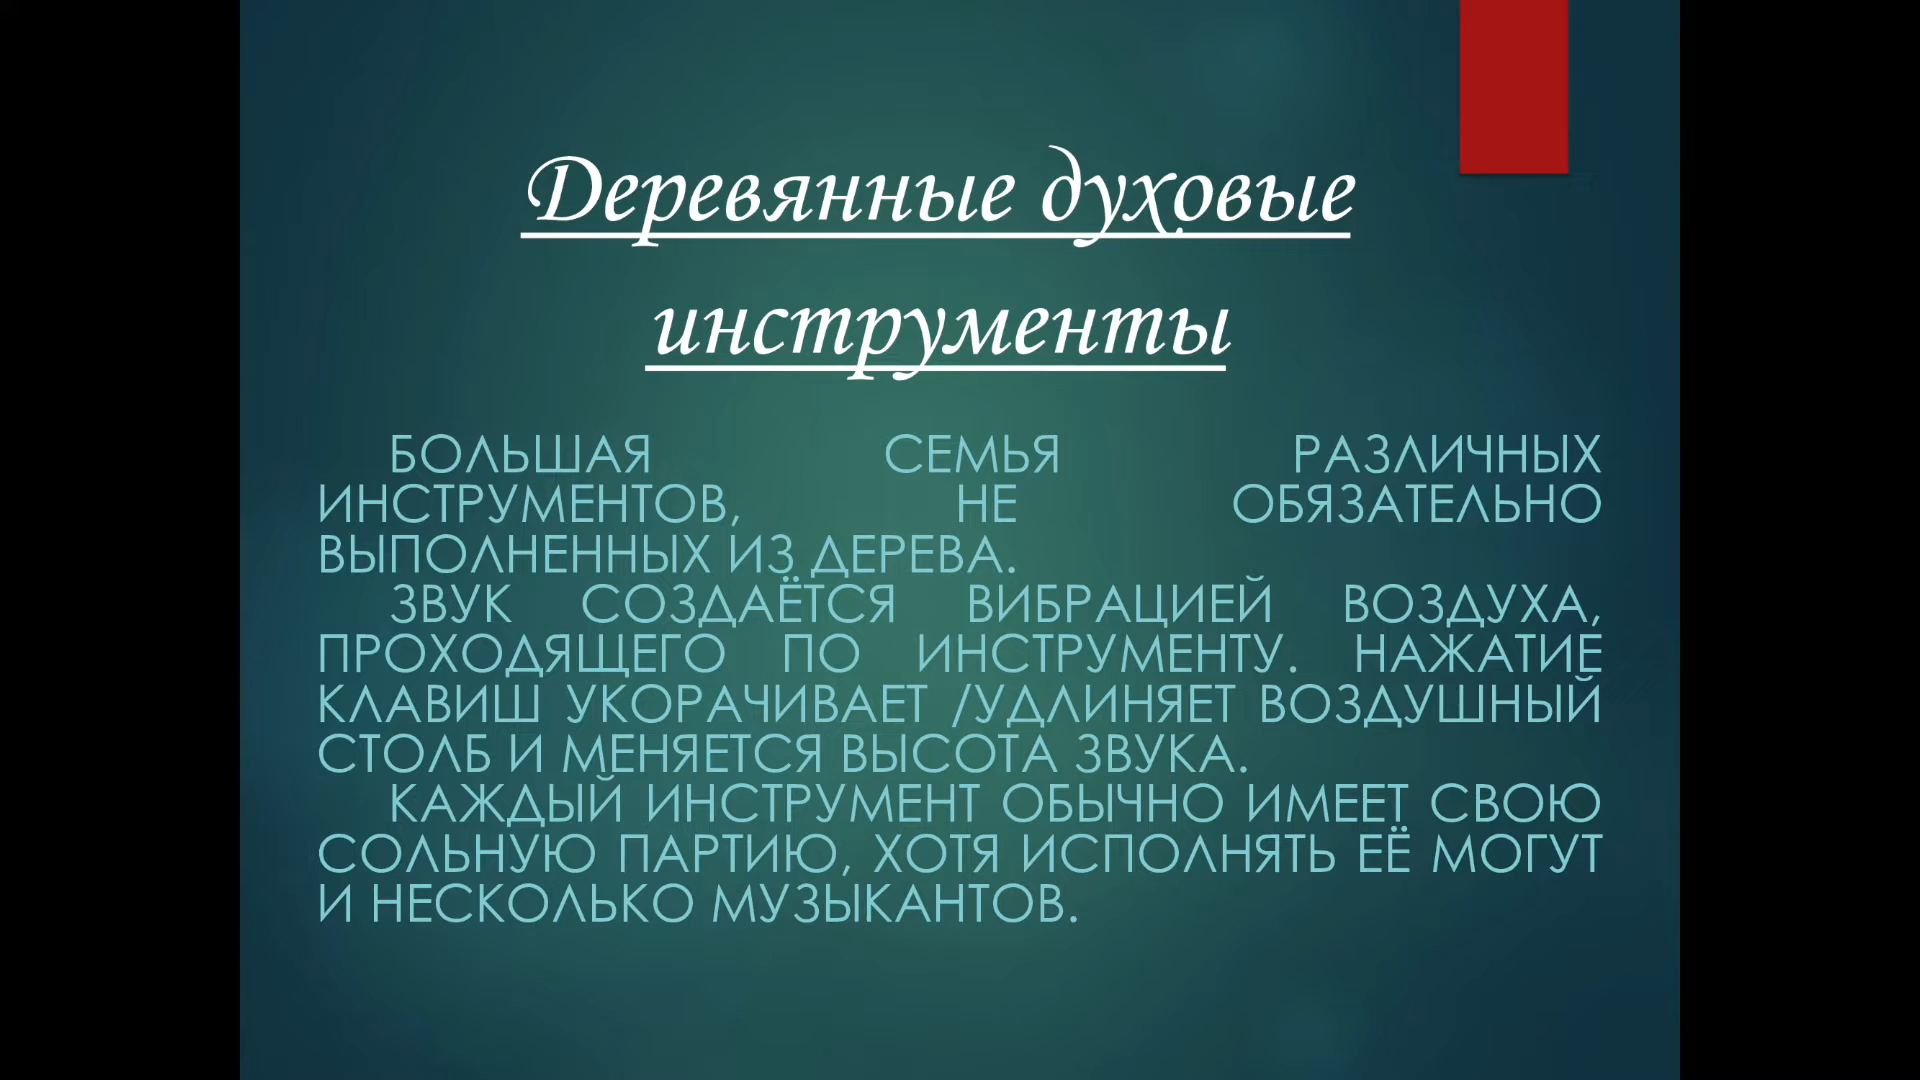 Деревянные духовые
инструменты
БОЛЬШАЯ СЕМЬЯ РАЗЛИЧНЫХ
ИНСТРУМЕНТОВ, НЕ ОБЯЗАТЕЛЬНО
ВЫПОЛНЕННЫХ ИЗ ДЕРЕВА.
ЗВУК СОЗДАЁТСЯ ВИБРАЦИЕЙ ВОЗДУХА,
ПРОХОДЯЩЕГО ПО ИНСТРУМЕНТУ. НАЖАТИЕ
КЛАВИШ УКОРАЧИВАЕТ /УДЛИНЯЕТ ВОЗДУШНЫЙ
СТОЛБ И МЕНЯЕТСЯ ВЫСОТА ЗВУКА.
КАЖДЫЙ ИНСТРУМЕНТ ОБЫЧНО ИМЕЕТ СВОЮ
СОЛЬНУЮ ПАРТИЮ, ХОТЯ ИСПОЛНЯТЬ ЕЁ МОГУТ
И НЕСКОЛЬКО МУЗЫКАНТОВ.